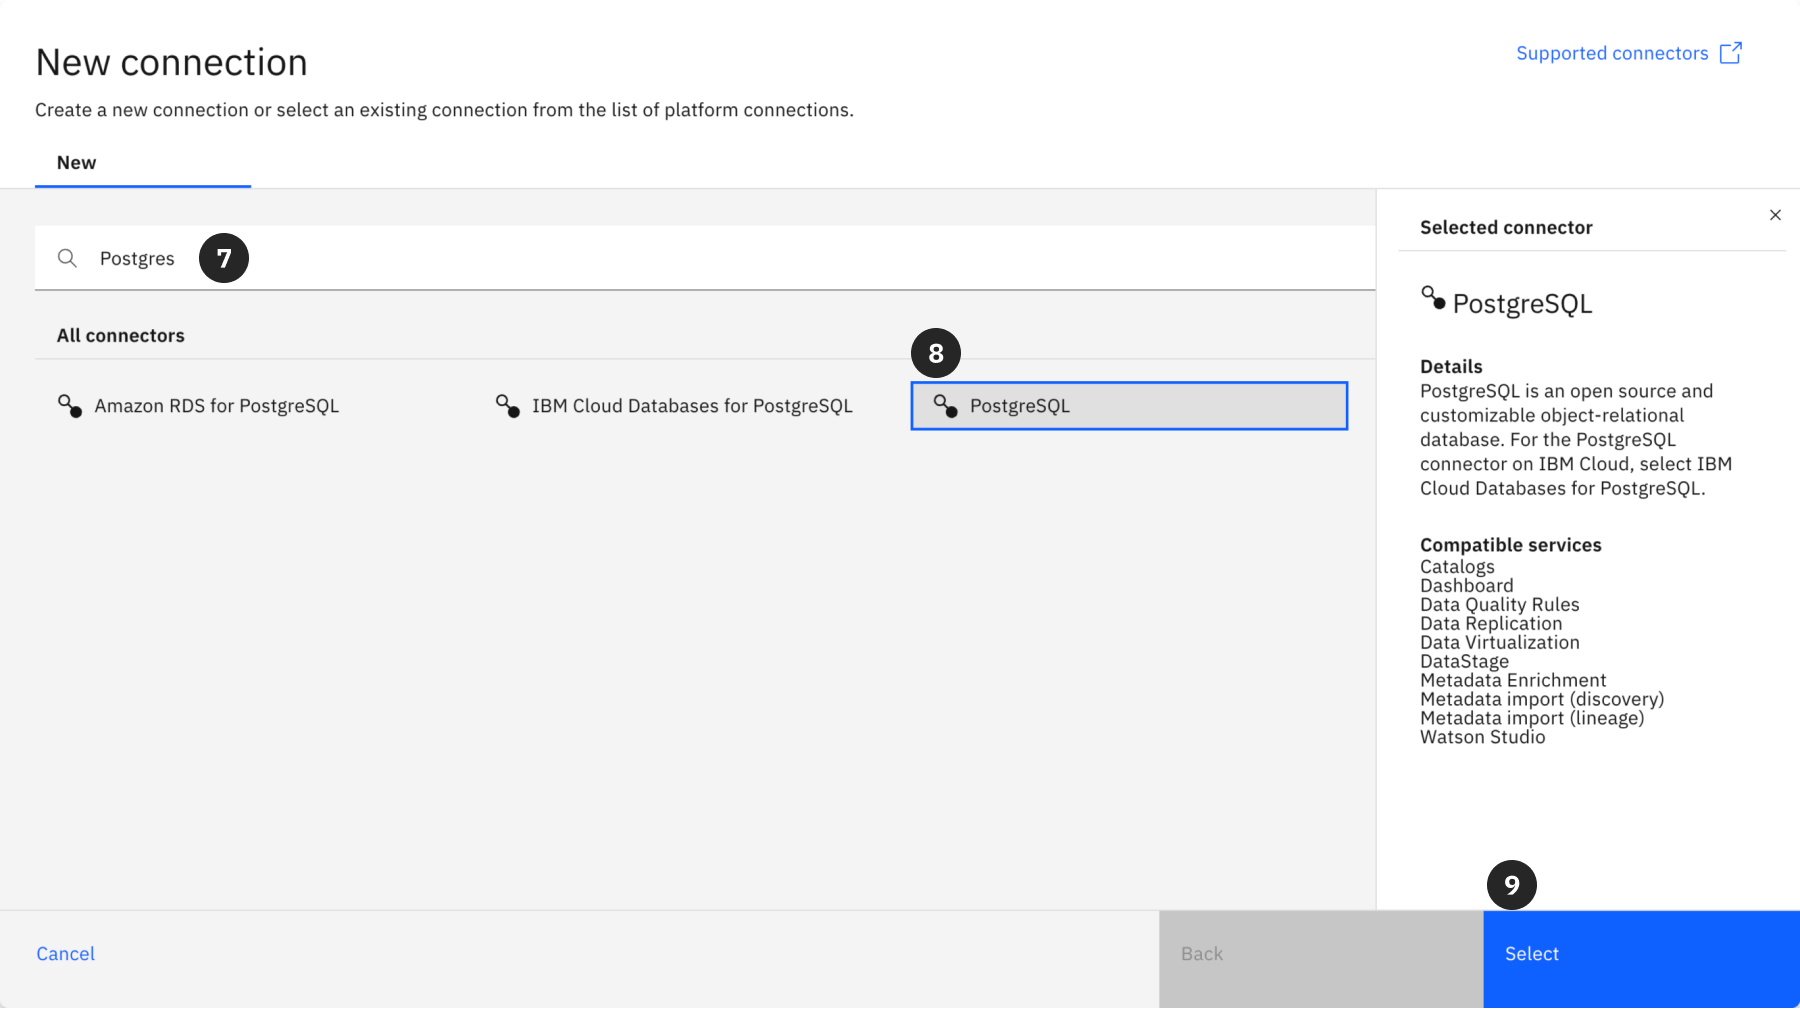 New connection
Supported connectors
Create a new connection or select an existing connection from the list of platform connections.
New
Postgres
7
All connectors
8
Amazon RDS for PostgreSQL
IBM Cloud Databases for PostgreSQL
PostgreSQL
Selected connector
PostgreSQL
Details
PostgreSQL is an open source and
customizable object-relational
database. For the PostgreSQL
connector on IBM Cloud, select IBM
Cloud Databases for PostgreSQL.
Compatible services
Catalogs
Dashboard
Data Quality Rules
Data Replication
Data Virtualization
DataStage
Metadata Enrichment
Metadata import (discovery)
Metadata import (lineage)
Watson Studio
9
Cancel
Back
Select